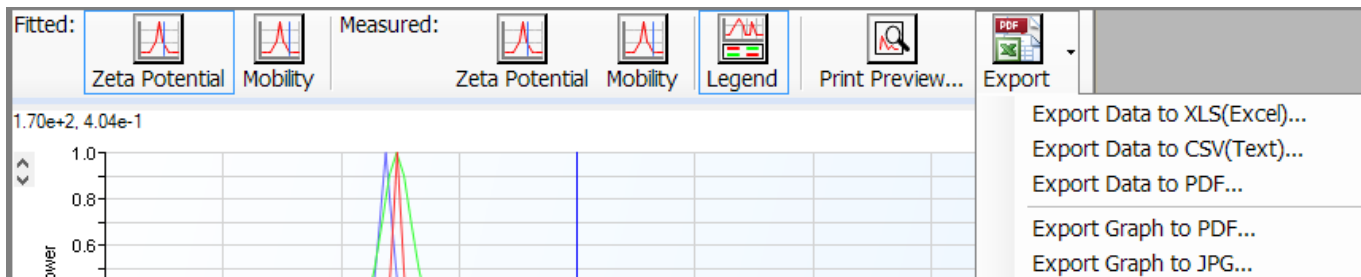 Fitted:
Zeta Potential
Mobility
Measured:
Zeta Potential
Mobility
Legend
Print Preview...
PDF
Export
Export Data to XLS(Excel)...
Export Data to CSV(Text)...
Export Data to PDF...
Export Graph to PDF...
Export Graph to JPG...
1.70e+2, 4.04e-1
1.0
0.8
0.6